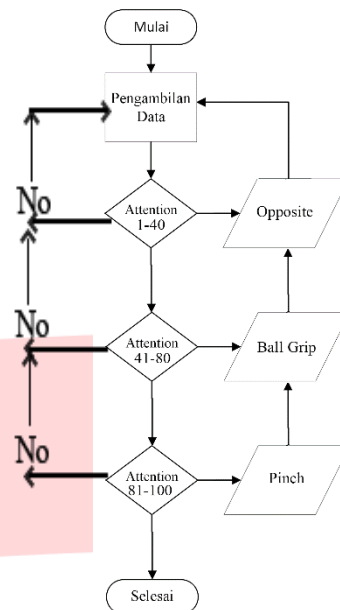 Mulai
Pengambilan
Data
No
Attention
1-40
Opposite
No
Attention
41-80
Ball Grip
No
Attention
81-100
Pinch
Selesai